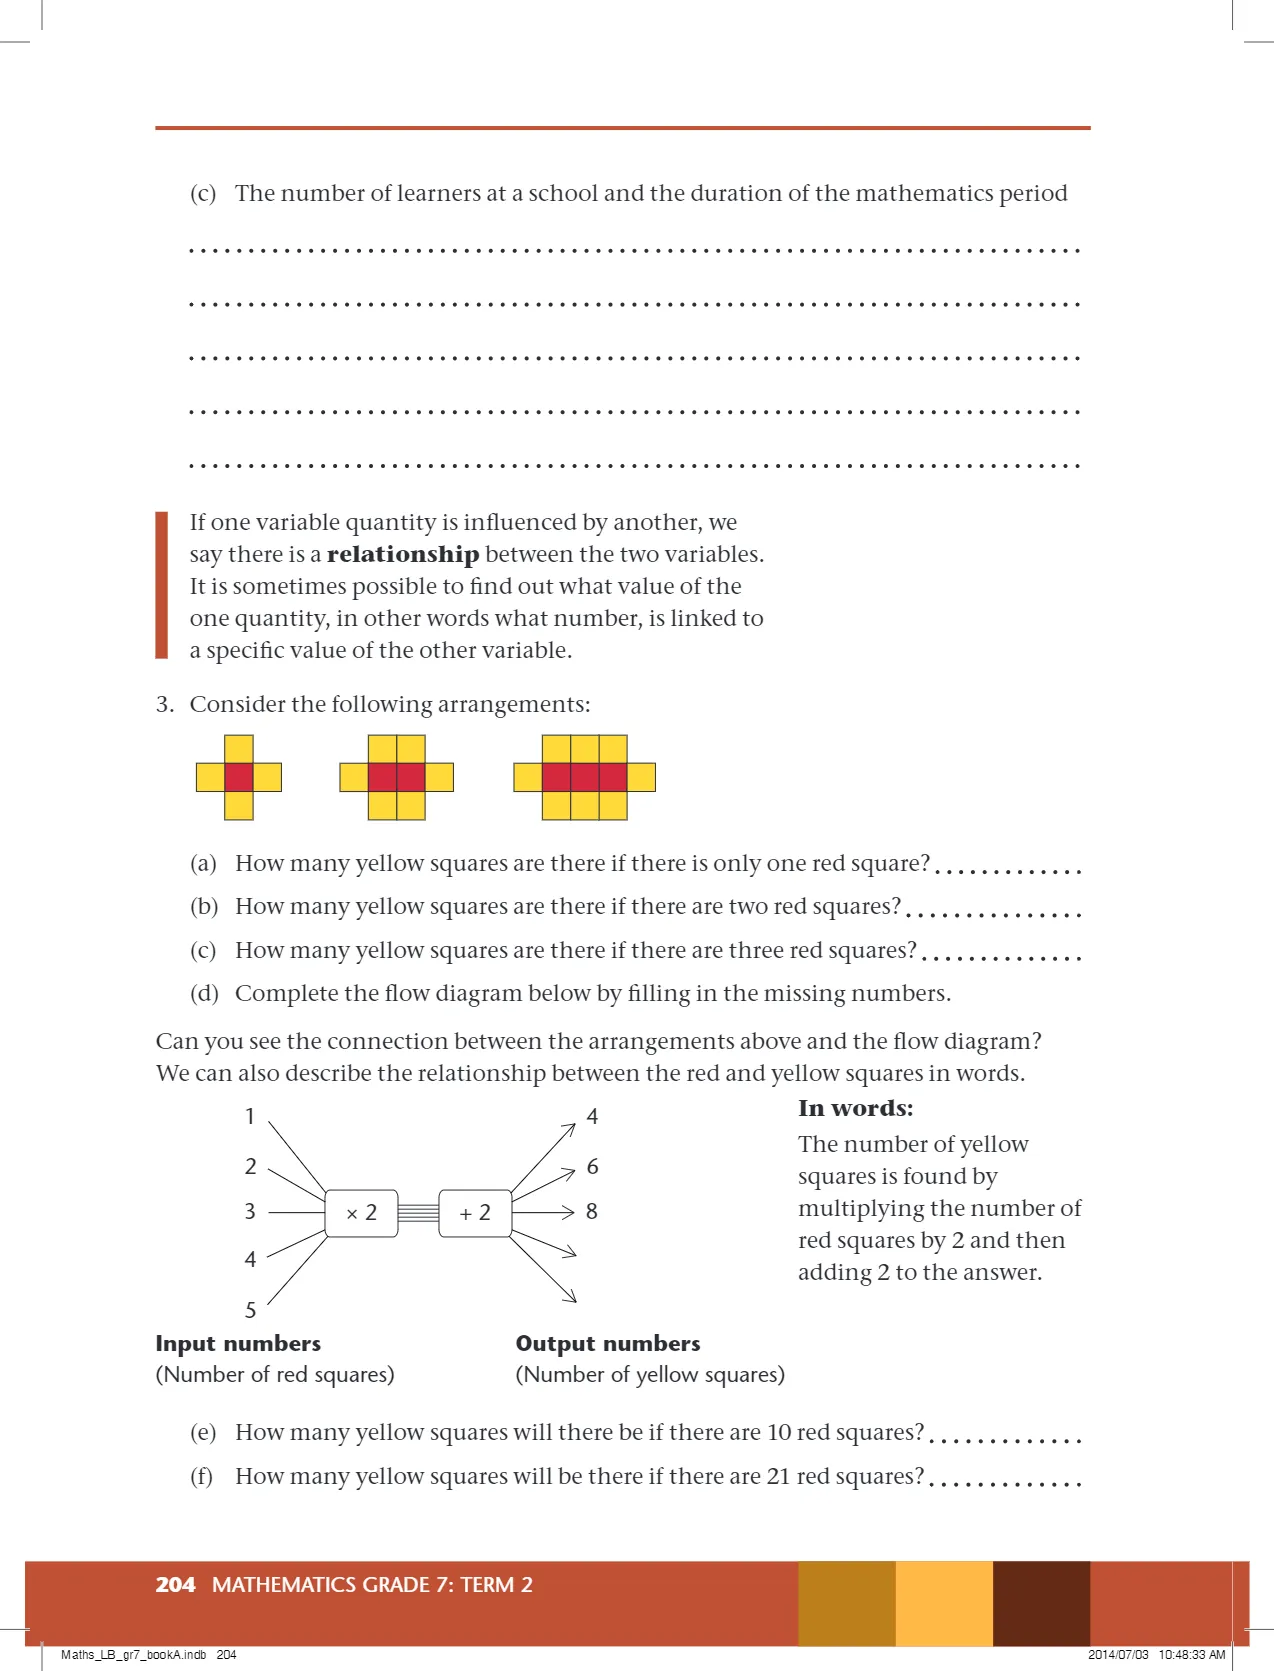 (c) The number of learners at a school and the duration of the mathematics period
If one variable quantity is influenced by another, we
say there is a relationship between the two variables.
It is sometimes possible to find out what value of the
one quantity, in other words what number, is linked to
a specific value of the other variable.
3. Consider the following arrangements:
(a) How many yellow squares are there if there is only one red square?
(b) How many yellow squares are there if there are two red squares?
(c) How many yellow squares are there if there are three red squares?
(d) Complete the flow diagram below by filling in the missing numbers.
Can you see the connection between the arrangements above and the flow diagram?
We can also describe the relationship between the red and yellow squares in words.
1
2
3
4
5
× 2
+ 2
4
6
8
Input numbers
(Number of red squares)
Output numbers
(Number of yellow squares)
In words:
The number of yellow
squares is found by
multiplying the number of
red squares by 2 and then
adding 2 to the answer.
(e) How many yellow squares will there be if there are 10 red squares?
(f) How many yellow squares will be there if there are 21 red squares?
204 MATHEMATICS GRADE 7: TERM 2
Maths_LB_gr7_bookA.indb 204
2014/07/03 10:48:33 AM